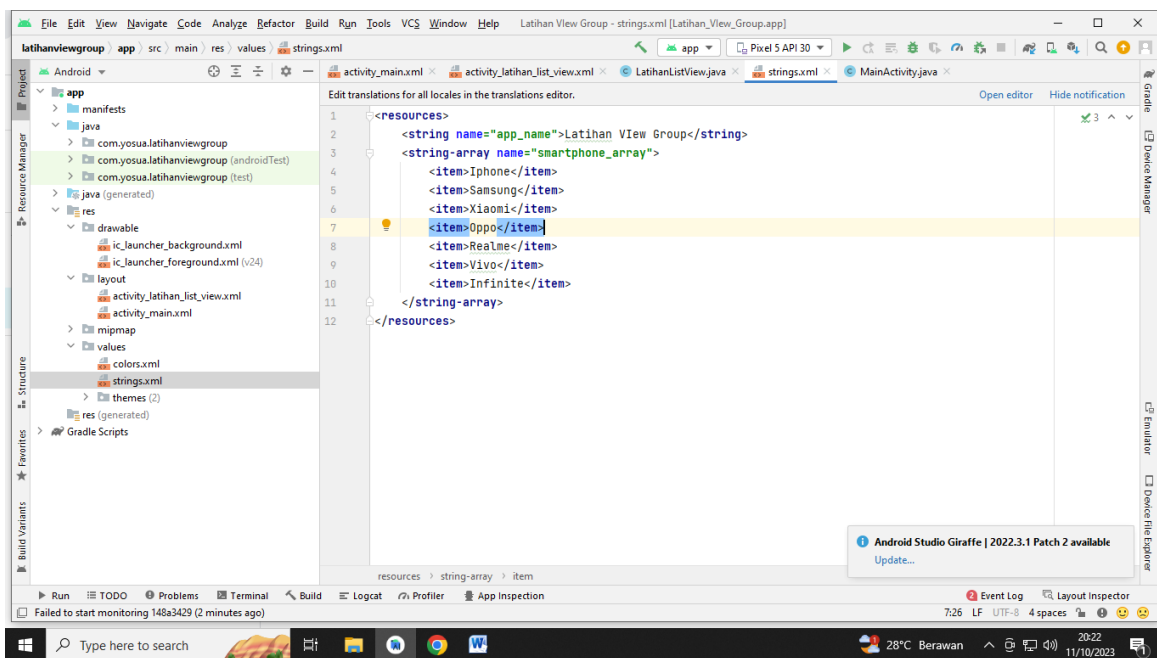 File Edit View Navigate Code Analyze Refactor Build Run Tools VCS Window Help Latihan VIew Group - strings.xml [Latihan_VIew_Group.app]
latihanviewgroup app src main res values strings.xml app Pixel 5 API 30
Android activity_main.xml activity_latihan_list_view.xml LatihanListView.java strings.xml MainActivity.java
Project
Resource Manager
Structure
Favorites
Build Variants
app
manifests
java
com.yosua.latihanviewgroup
com.yosua.latihanviewgroup (androidTest)
com.yosua.latihanviewgroup (test)
java (generated)
res
drawable
ic_launcher_background.xml
ic_launcher_foreground.xml (v24)
layout
activity_latihan_list_view.xml
activity_main.xml
mipmap
values
colors.xml
strings.xml
themes (2)
res (generated)
Gradle Scripts
Edit translations for all locales in the translations editor. Open editor Hide notification
3
1 <resources>
2 <string name="app_name">Latihan VIew Group</string>
3 <string-array name="smartphone_array">
4 <item>Iphone</item>
5 <item>Samsung</item>
6 <item>Xiaomi</item>
7 <item>Oppo</item>
8 <item>Realme</item>
9 <item>Vivo</item>
10 <item>Infinite</item>
11 </string-array>
12 </resources>
Gradle
Device Manager
Emulator
Device File Explorer
Android Studio Giraffe | 2022.3.1 Patch 2 available
Update...
resources string-array item
Run TODO Problems Terminal Build Logcat Profiler App Inspection 2 Event Log Layout Inspector
Failed to start monitoring 148a3429 (2 minutes ago) 7:26 LF UTF-8 4 spaces
Type here to search 28°C Berawan 20:22
11/10/2023